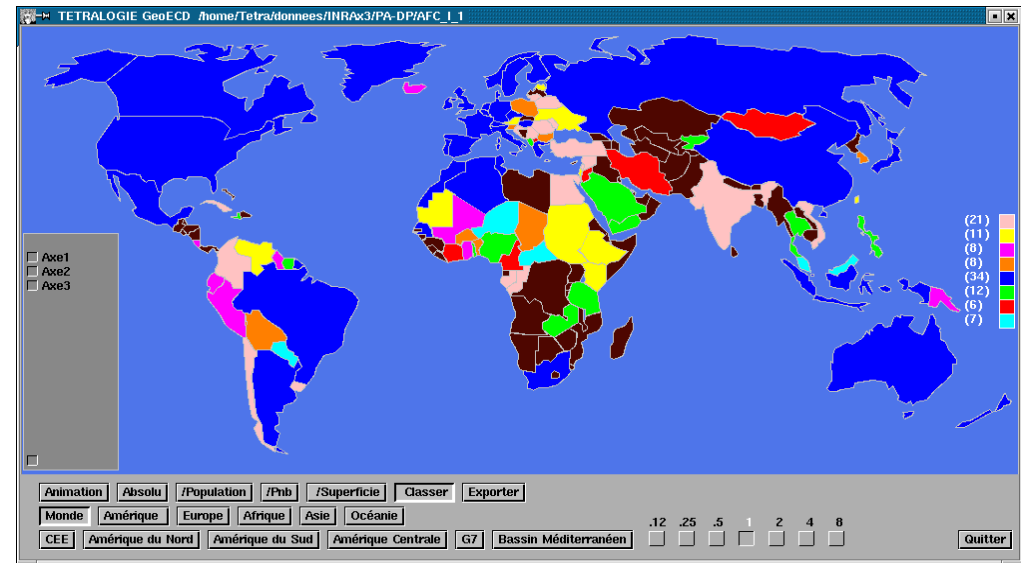 TETRALOGIE GeoECD /home/Tetra/donnees/INRAx3/PA-DP/AFC_I_1
(21)
(11)
(8)
(8)
(34)
(12)
(6)
(7)
Axe1
Axe2
Axe3
Animation Absolu /Population /Pnb /Superficie Classer Exporter
Monde Amérique Europe Afrique Asie Océanie
.12 .25 .5 1 2 4 8
CEE Amérique du Nord Amérique du Sud Amérique Centrale G7 Bassin Méditerranéen Quitter